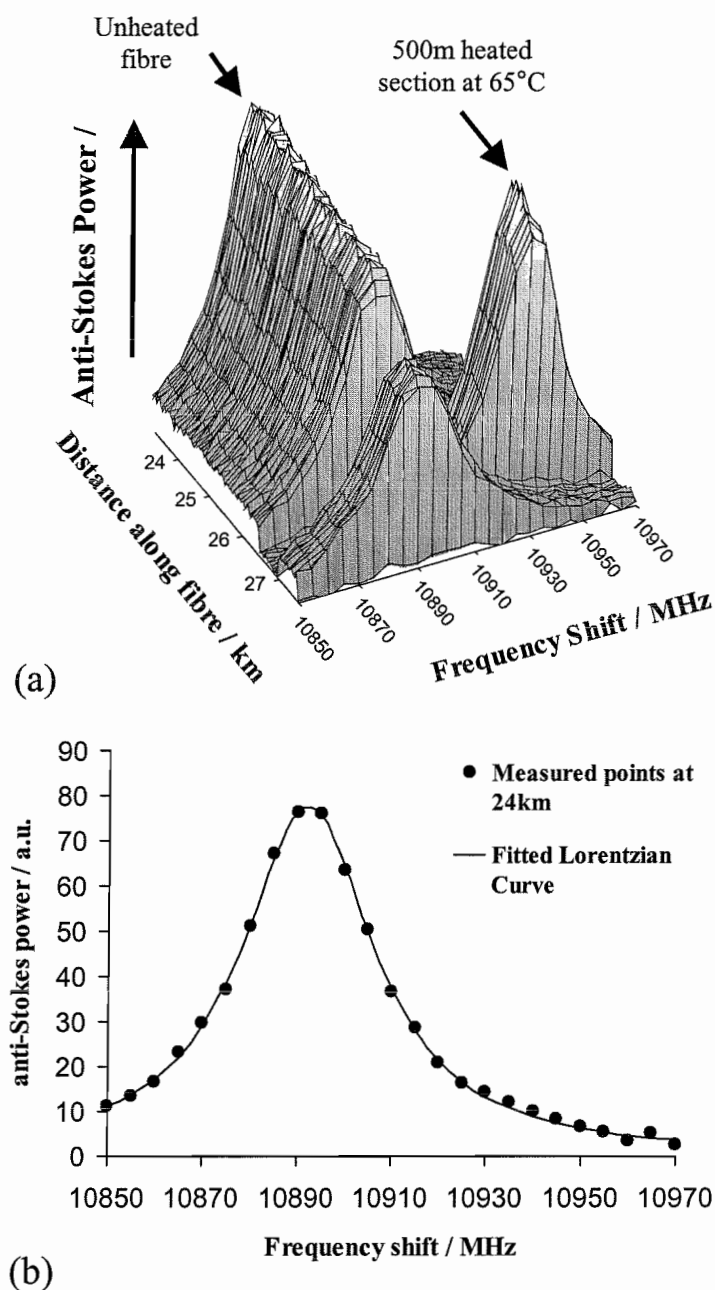 Unheated
fibre
500m heated
section at 65°C
Anti-Stokes Power /
Distance along fibre / km
24
25
26
27
10850
10870
10890
10910
10930
10950
10970
Frequency Shift / MHz
(a)
90
80
70
60
50
40
30
20
10
0
anti-Stokes power / a.u.
Measured points at
24km
Fitted Lorentzian
Curve
10850 10870 10890 10910 10930 10950 10970
Frequency shift / MHz
(b)